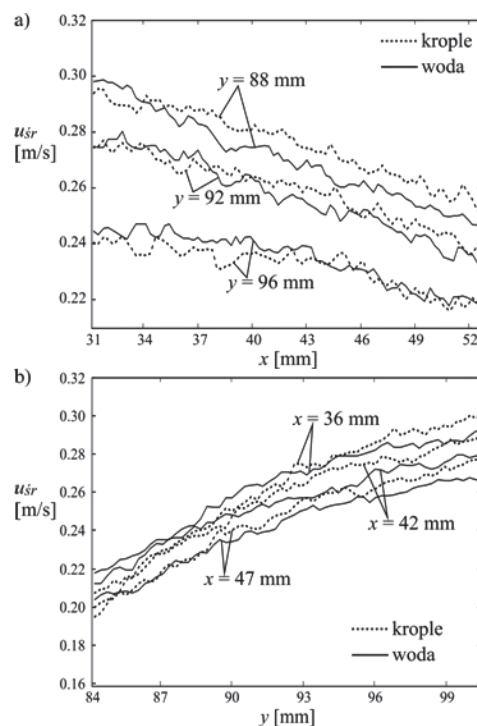 a)
0.32
krople
woda
0.30
y = 88 mm
uśr
[m/s]
0.28
0.26
y = 92 mm
0.24
0.22
y = 96 mm
31 34 37 40 43 46 49 52
x [mm]
b)
0.32
0.30
x = 36 mm
0.28
uśr
[m/s]
0.26
0.24
x = 42 mm
0.22
x = 47 mm
0.20
0.18
krople
woda
0.16
84 87 90 93 96 99
y [mm]